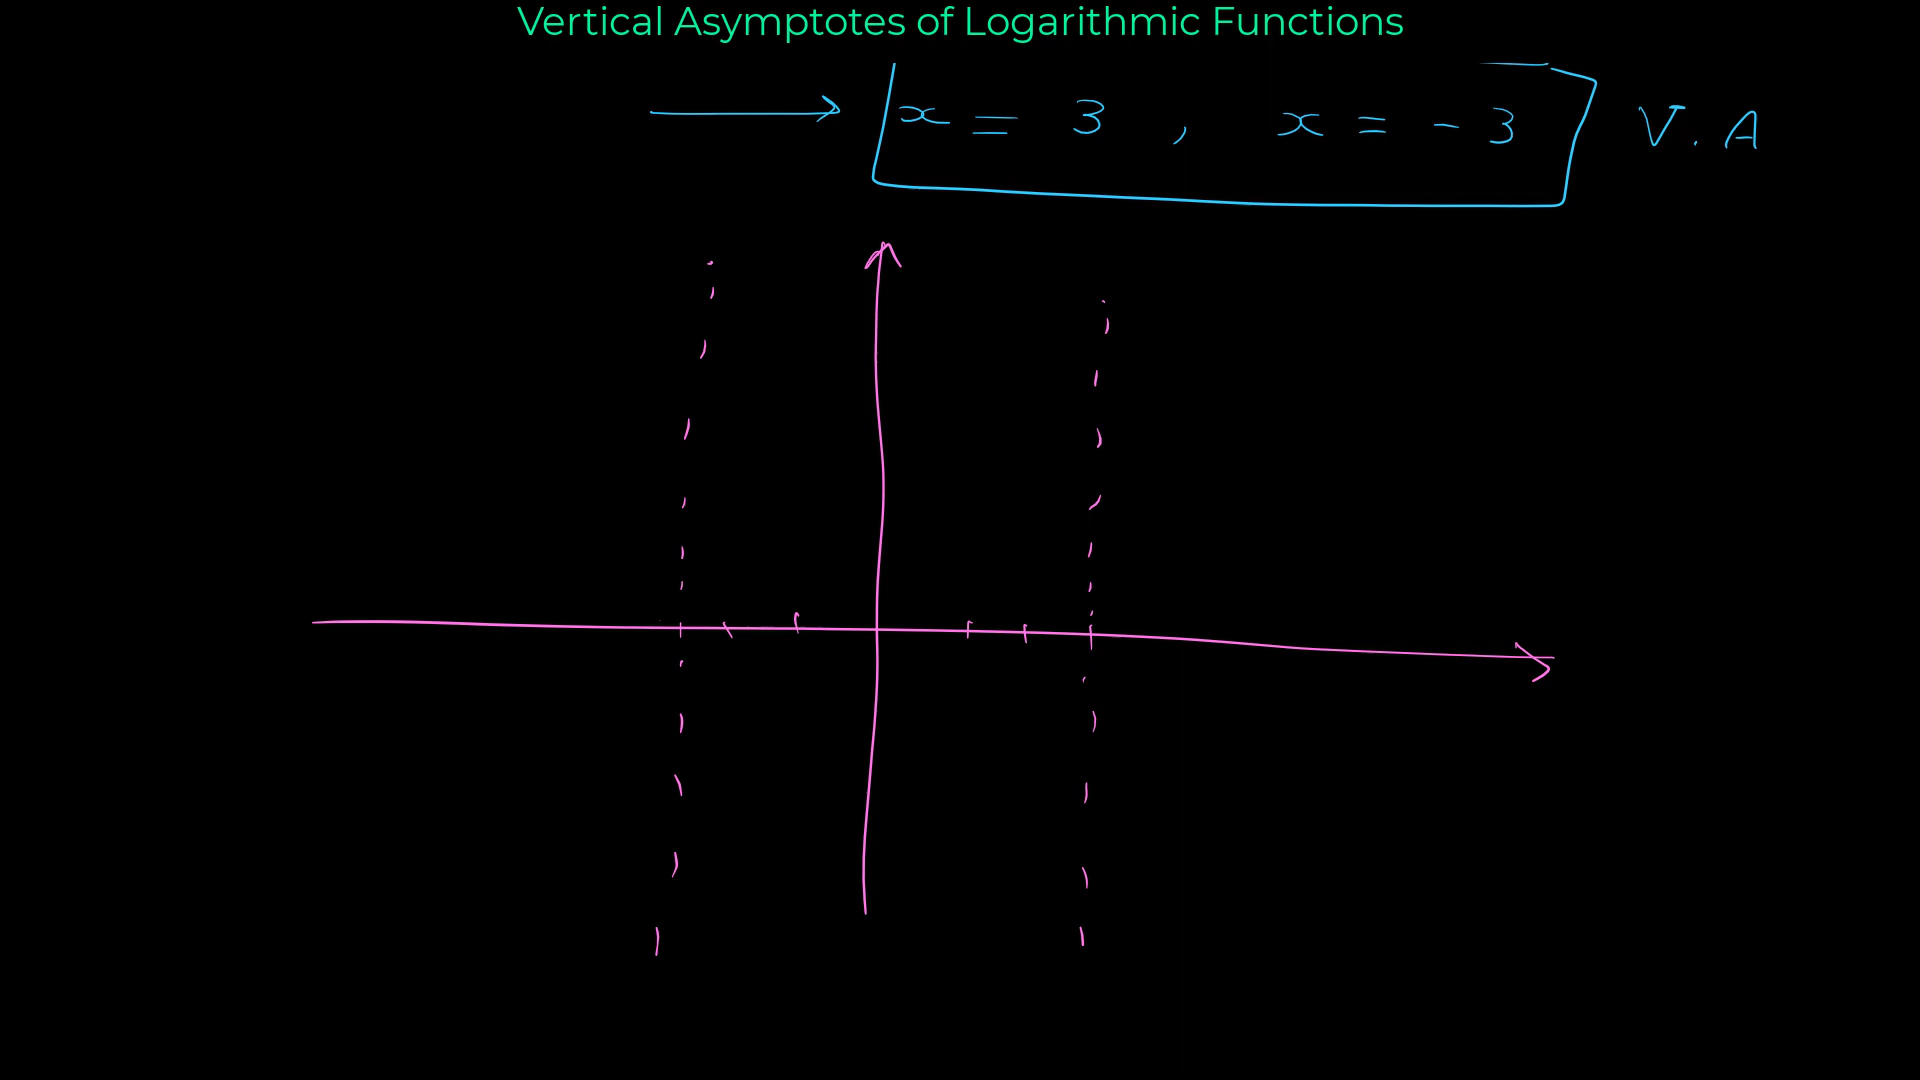 Vertical Asymptotes of Logarithmic Functions
x = 3 , x = - 3 V. A